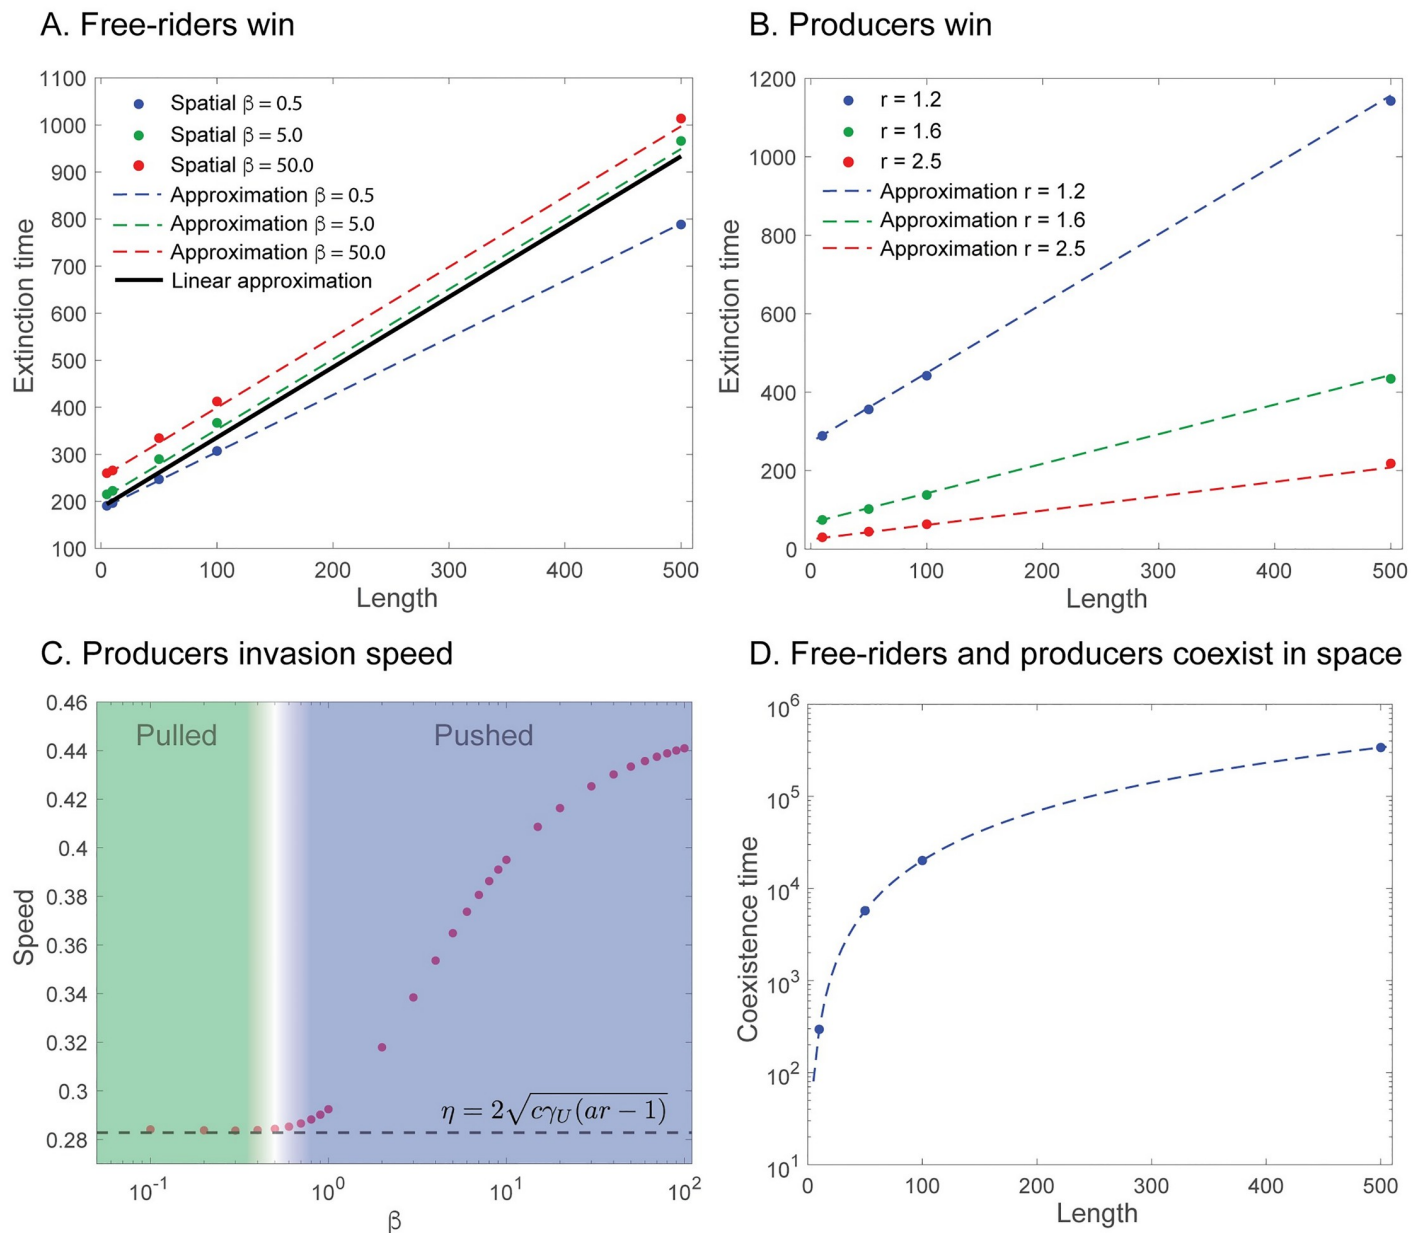 A. Free-riders win
Extinction time
1100
1000
900
800
700
600
500
400
300
200
100
Spatial β = 0.5
Spatial β = 5.0
Spatial β = 50.0
Approximation β = 0.5
Approximation β = 5.0
Approximation β = 50.0
Linear approximation
0 100 200 300 400 500
Length
B. Producers win
Extinction time
1200
1000
800
600
400
200
0
r = 1.2
r = 1.6
r = 2.5
Approximation r = 1.2
Approximation r = 1.6
Approximation r = 2.5
0 100 200 300 400 500
Length
C. Producers invasion speed
Speed
0.46
0.44
0.42
0.4
0.38
0.36
0.34
0.32
0.3
0.28
Pulled Pushed
η = 2√cγ_U(ar − 1)
10⁻¹ 10⁰ 10¹ 10²
β
D. Free-riders and producers coexist in space
Coexistence time
10⁶
10⁵
10⁴
10³
10²
10¹
0 100 200 300 400 500
Length